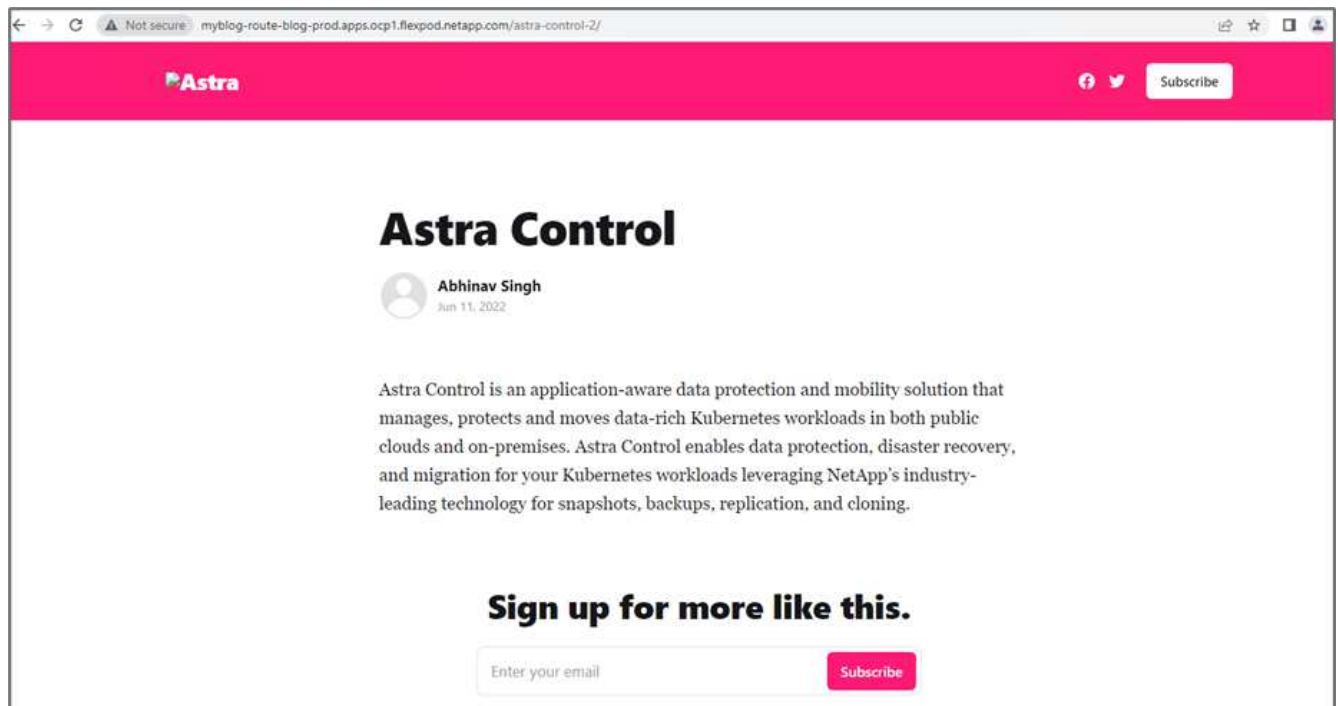 Not secure myblog-route-blog-prod.apps.ocp1.flexpod.netapp.com/astra-control-2/
Astra
Subscribe
Astra Control
Abhinav Singh
Jun 11, 2022
Astra Control is an application-aware data protection and mobility solution that
manages, protects and moves data-rich Kubernetes workloads in both public
clouds and on-premises. Astra Control enables data protection, disaster recovery,
and migration for your Kubernetes workloads leveraging NetApp’s industry-
leading technology for snapshots, backups, replication, and cloning.
Sign up for more like this.
Enter your email
Subscribe